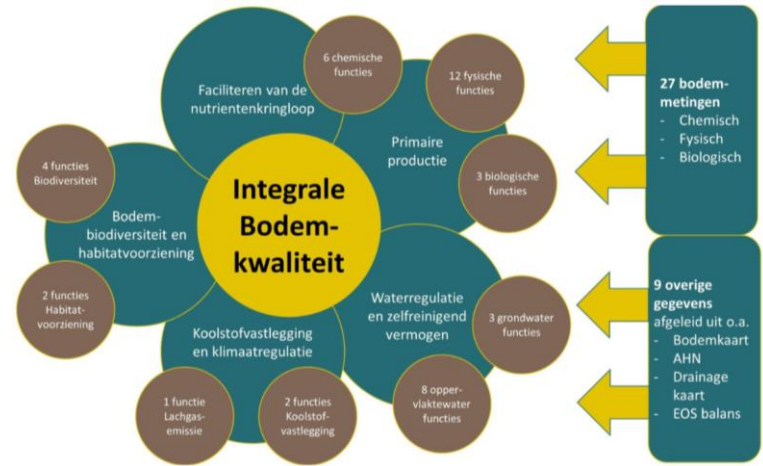 Faciliteren van de
nutrientenkringloop
6 chemische
functies
12 fysische
functies
Primaire
productie
3 biologische
functies
4 functies
Biodiversiteit
Bodem-
biodiversiteit en
habitatvoorziening
2 functies
Habitat-
voorziening
Integrale
Bodem-
kwaliteit
Waterregulatie
en zelfreinigend
vermogen
3 grondwater
functies
8 opper-
vlaktewater
functies
Koolstofvastlegging
en klimaatregulatie
1 functie
Lachgas-
emissie
2 functies
Koolstof-
vastlegging
27 bodem-
metingen
- Chemisch
- Fysisch
- Biologisch
9 overige
gegevens
afgeleid uit o.a.
- Bodemkaart
- AHN
- Drainage
kaart
- EOS balans